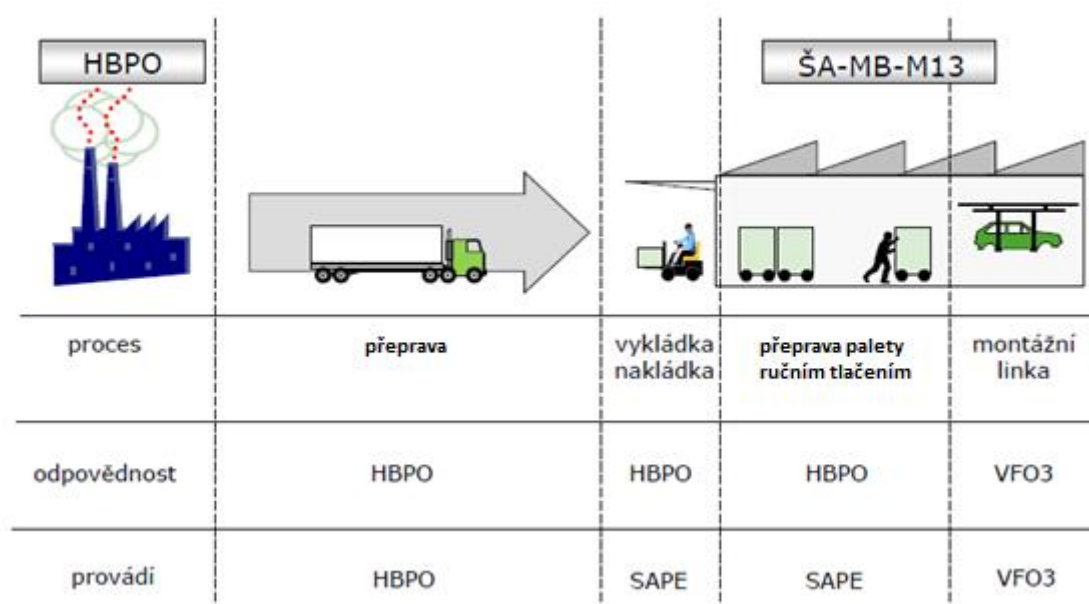 HBPO
ŠA-MB-M13
proces
přeprava
vykládka
nakládka
přeprava palety
ručním tlačením
montážní
linka
odpovědnost
HBPO
HBPO
HBPO
VFO3
provádí
HBPO
SAPE
SAPE
VFO3